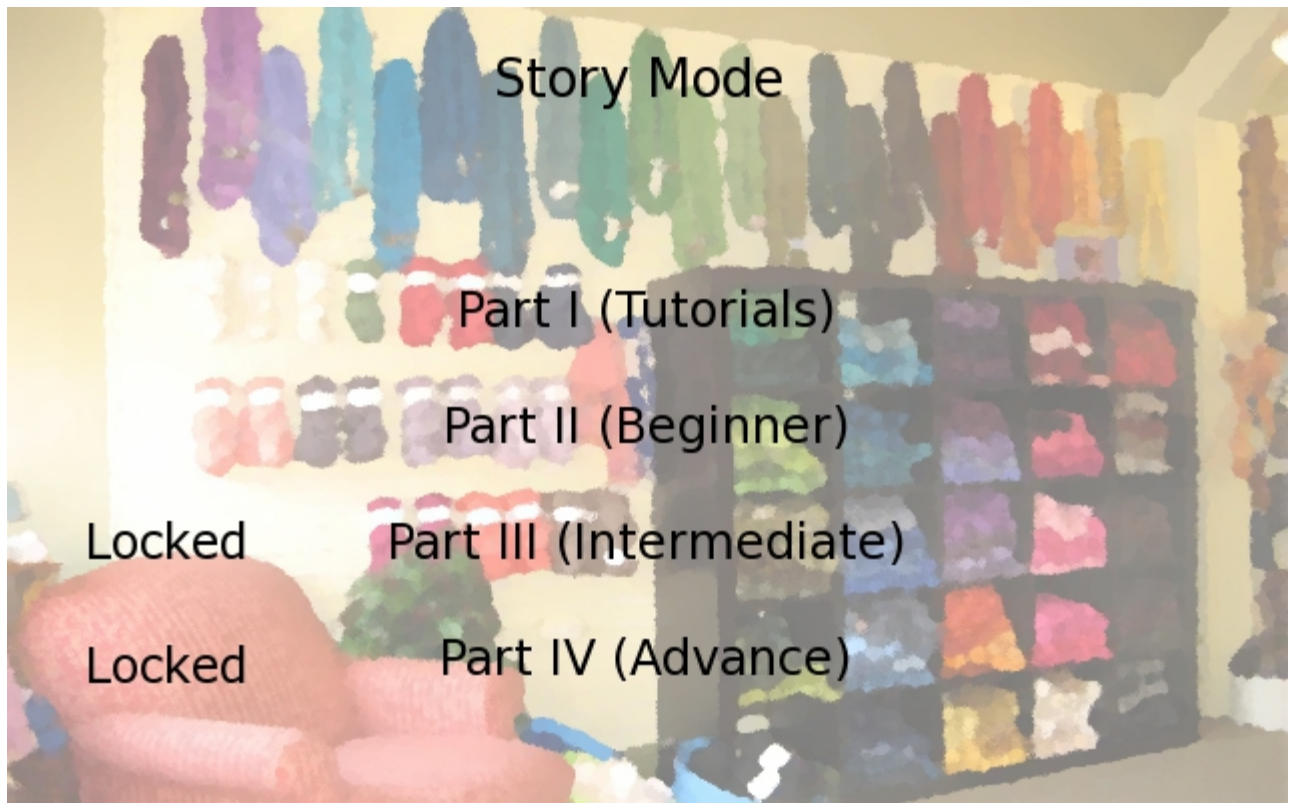 Story Mode
Part I (Tutorials)
Part II (Beginner)
Locked Part III (Intermediate)
Locked Part IV (Advance)